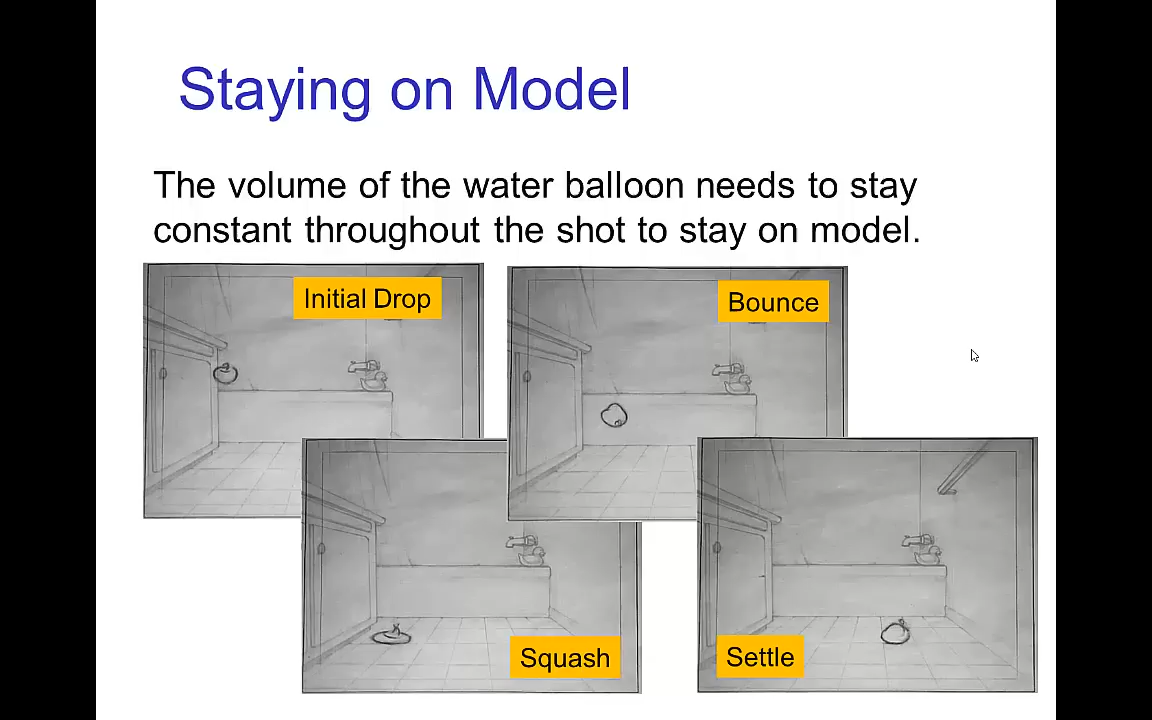 Staying on Model
The volume of the water balloon needs to stay
constant throughout the shot to stay on model.
Initial Drop
Bounce
Squash
Settle